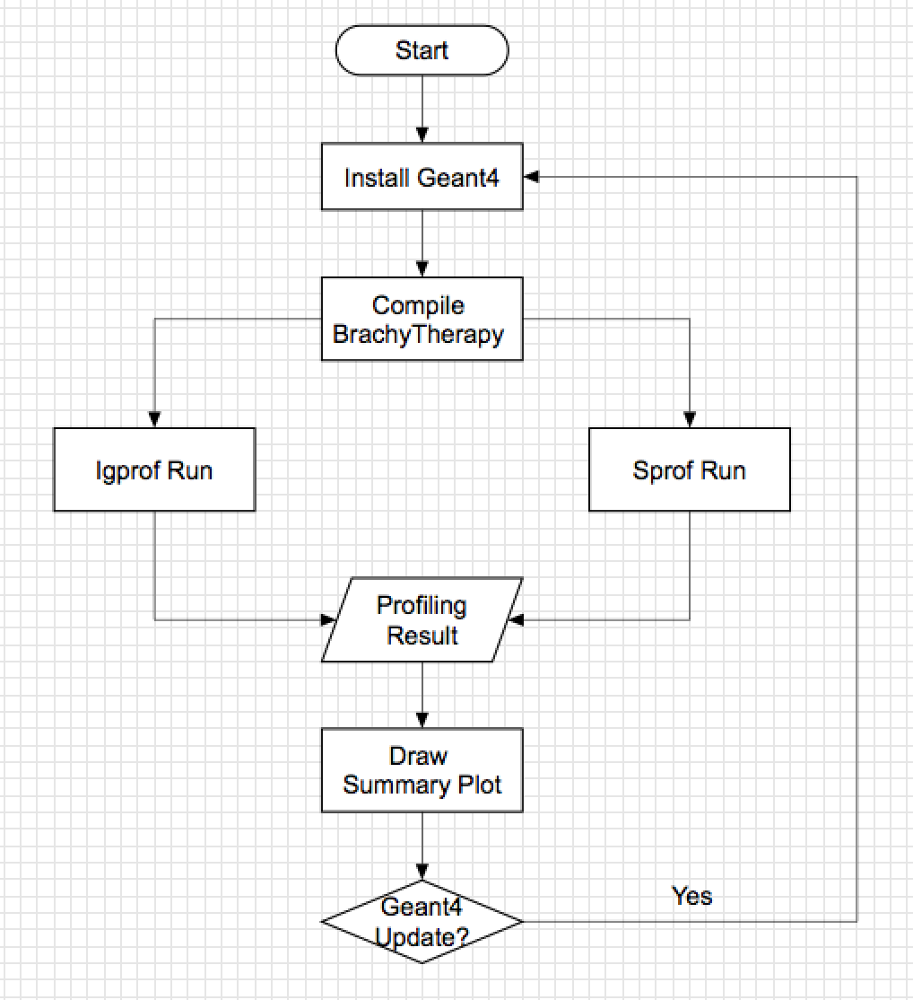 Start
Install Geant4
Compile
BrachyTherapy
Igprof Run
Sprof Run
Profiling
Result
Draw
Summary Plot
Geant4
Update?
Yes